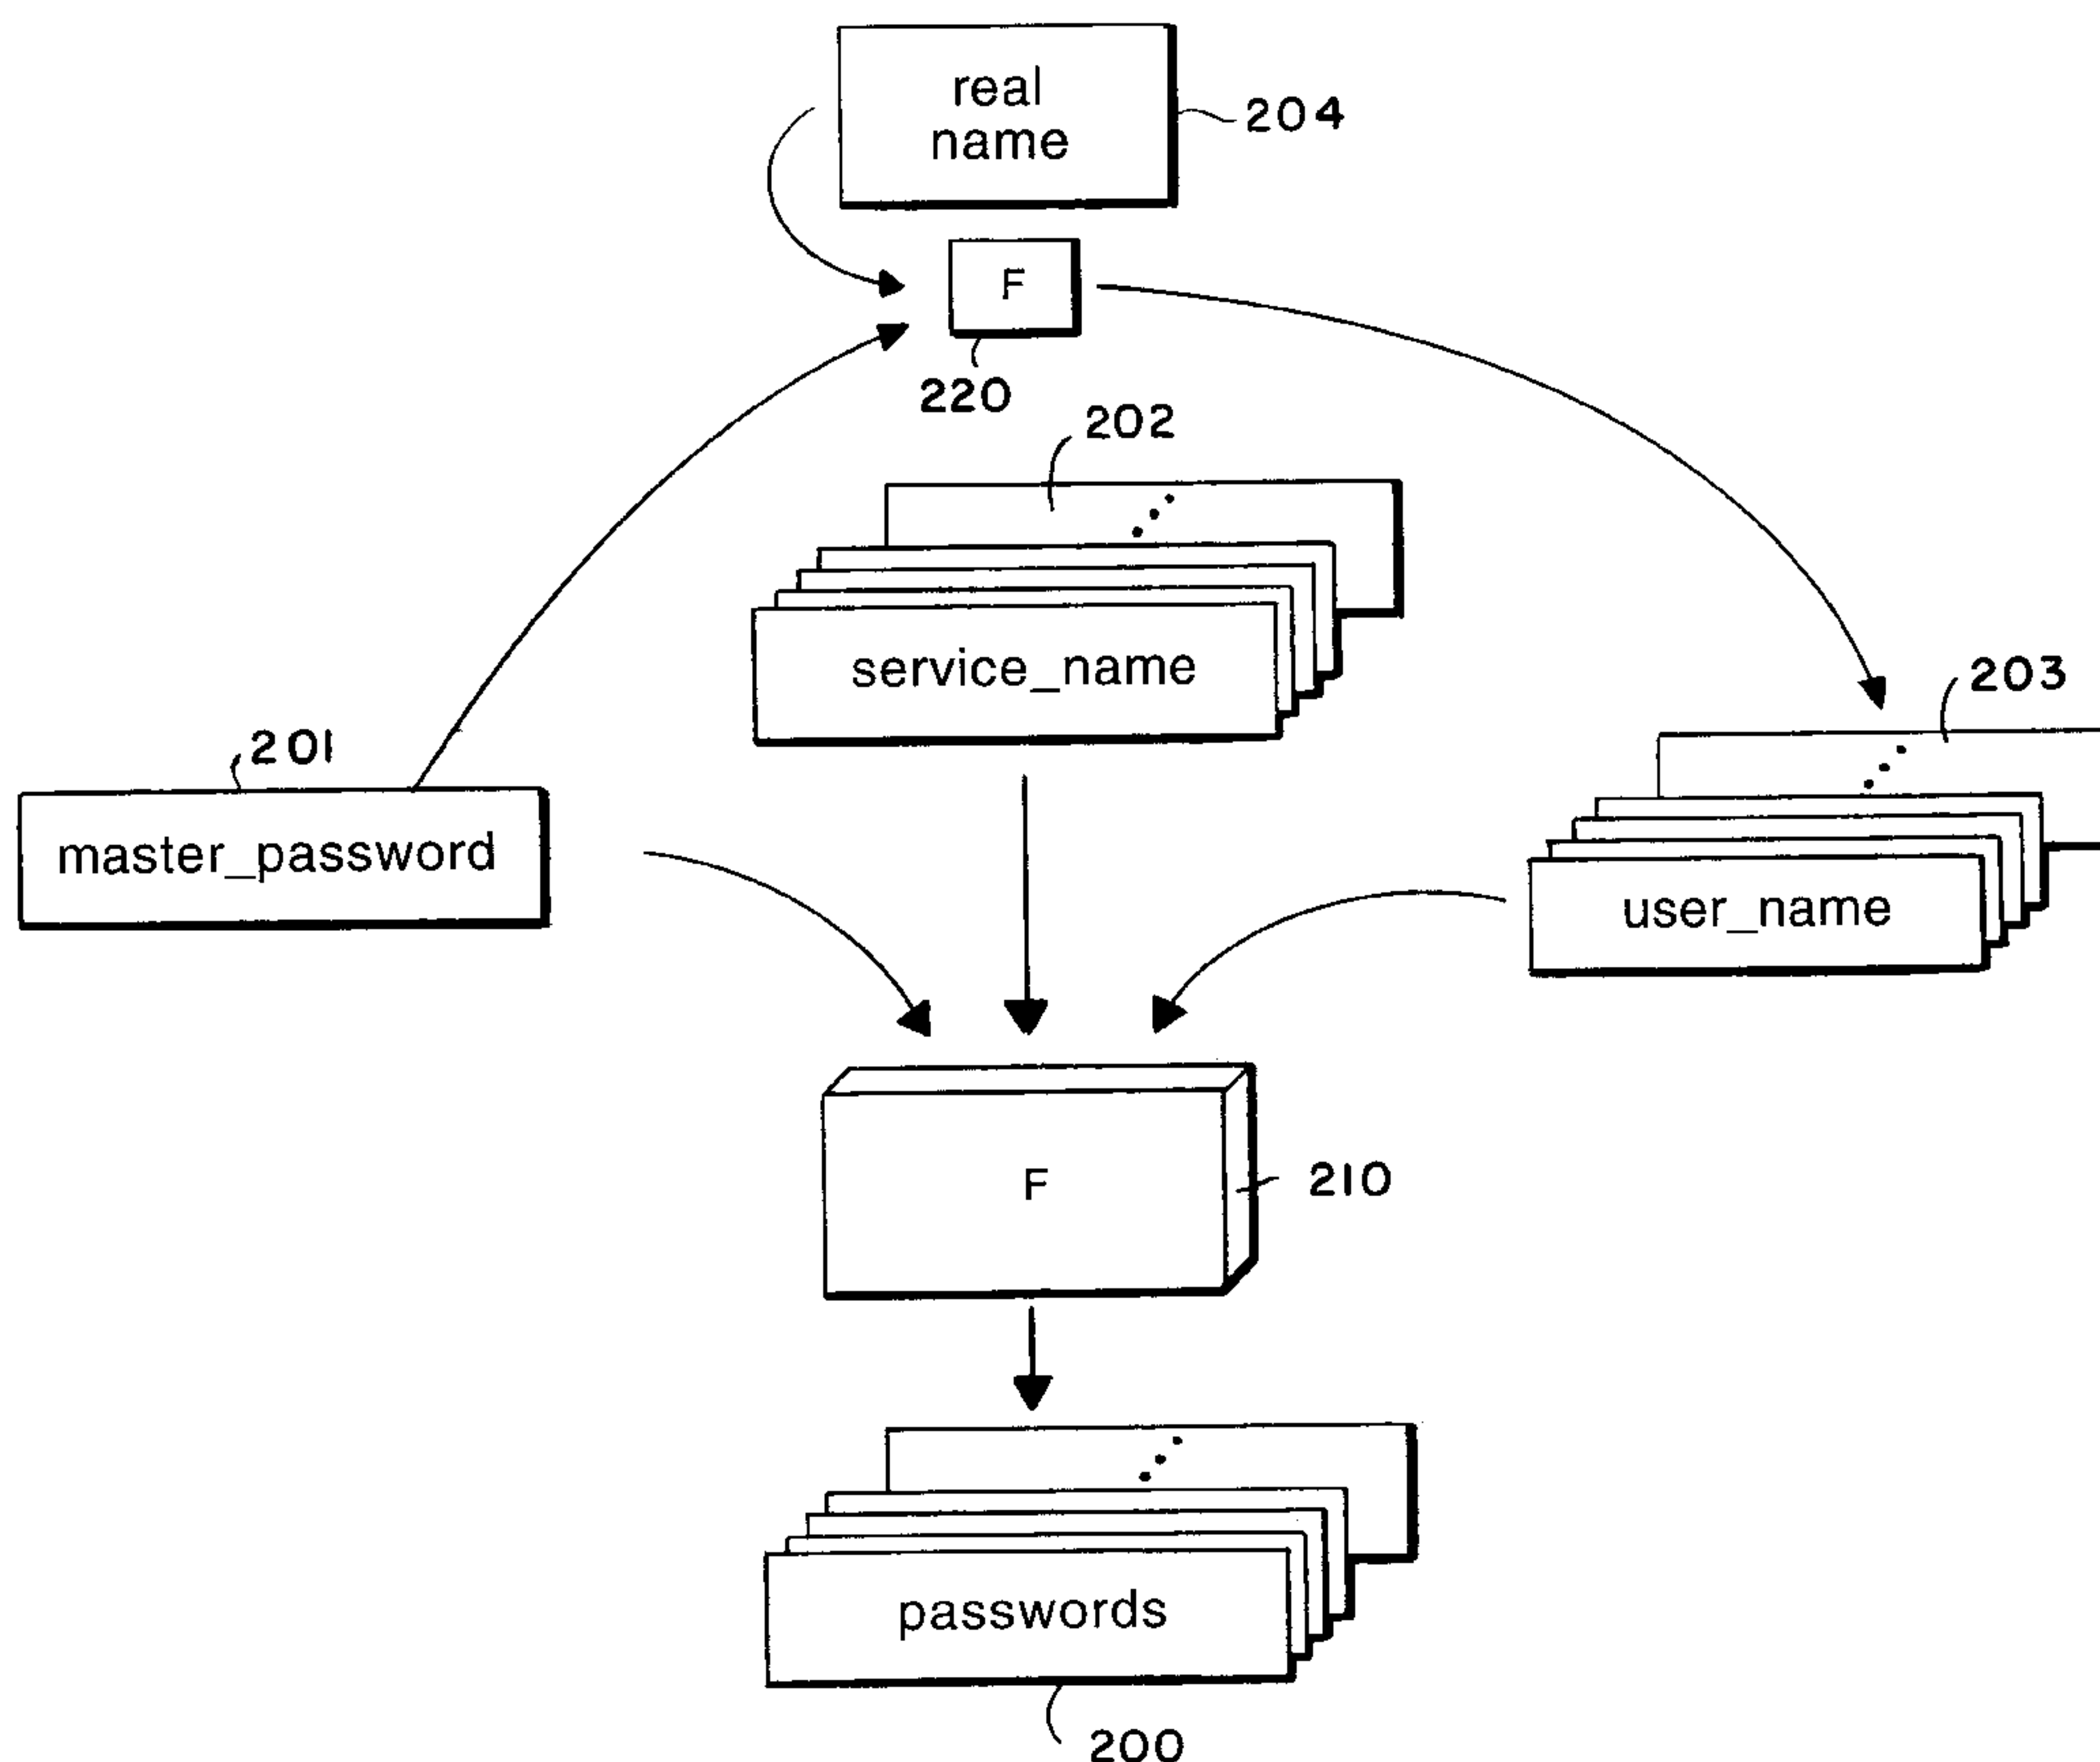 real
name
204
F
220
202
service_name
203
201
master_password
user_name
F
210
passwords
200